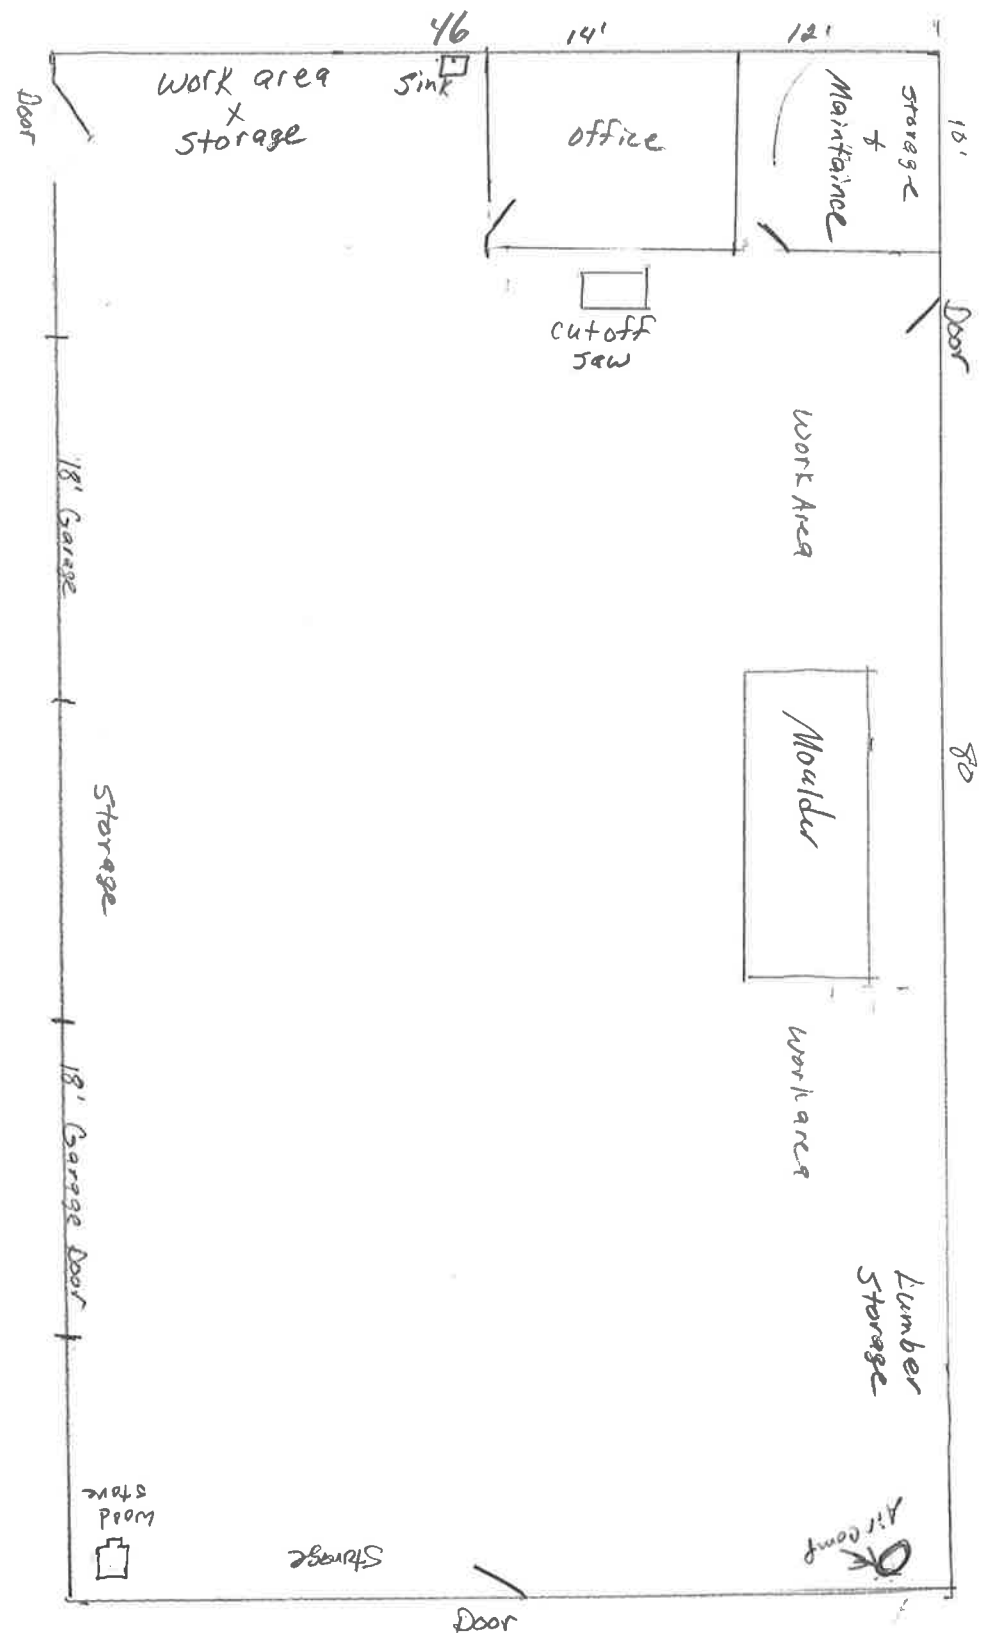 46
14'
12'
Door
work area
x
storage
Sink
office
storage
+
Maintaince
10'
cutoff
saw
Door
Work Area
18' Garage
Moulder
80
Storage
work area
18' Garage Door
Lumber
Storage
wood
stove
Storage
Air Comp
Door